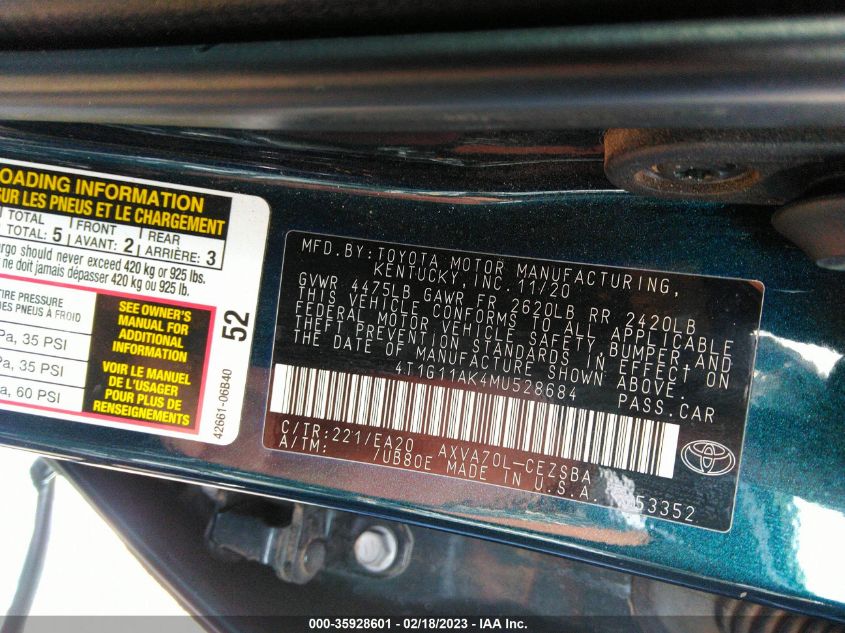 OADING INFORMATION
SUR LES PNEUS ET LE CHARGEMENT
TOTAL FRONT REAR
TOTAL: 5 AVANT: 2 ARRIÈRE: 3
argo should never exceed 420 kg or 925 lbs.
ne doit jamais dépasser 420 kg ou 925 lb.
TIRE PRESSURE
DES PNEUS À FROID
Pa, 35 PSI
Pa, 35 PSI
a, 60 PSI
SEE OWNER'S
MANUAL FOR
ADDITIONAL
INFORMATION
VOIR LE MANUEL
DE L'USAGER
POUR PLUS DE
RENSEIGNEMENTS
52
42661-06B40
MFD.BY:TOYOTA MOTOR MANUFACTURING,
KENTUCKY,INC.11/20
GVWR 4475LB GAWR FR 2620LB RR 2420LB
THIS VEHICLE CONFORMS TO ALL APPLICABLE
FEDERAL MOTOR VEHICLE SAFETY,BUMPER,AND
THEFT PREVENTION STANDARDS IN EFFECT ON
THE DATE OF MANUFACTURE SHOWN ABOVE.
4T1G11AK4MU528684 PASS.CAR
C/TR:221/EA20 AXVA70L-CEZSBA
A/TM: 7UB80E MADE IN U.S.A. 53352
000-35928601 - 02/18/2023 - IAA Inc.